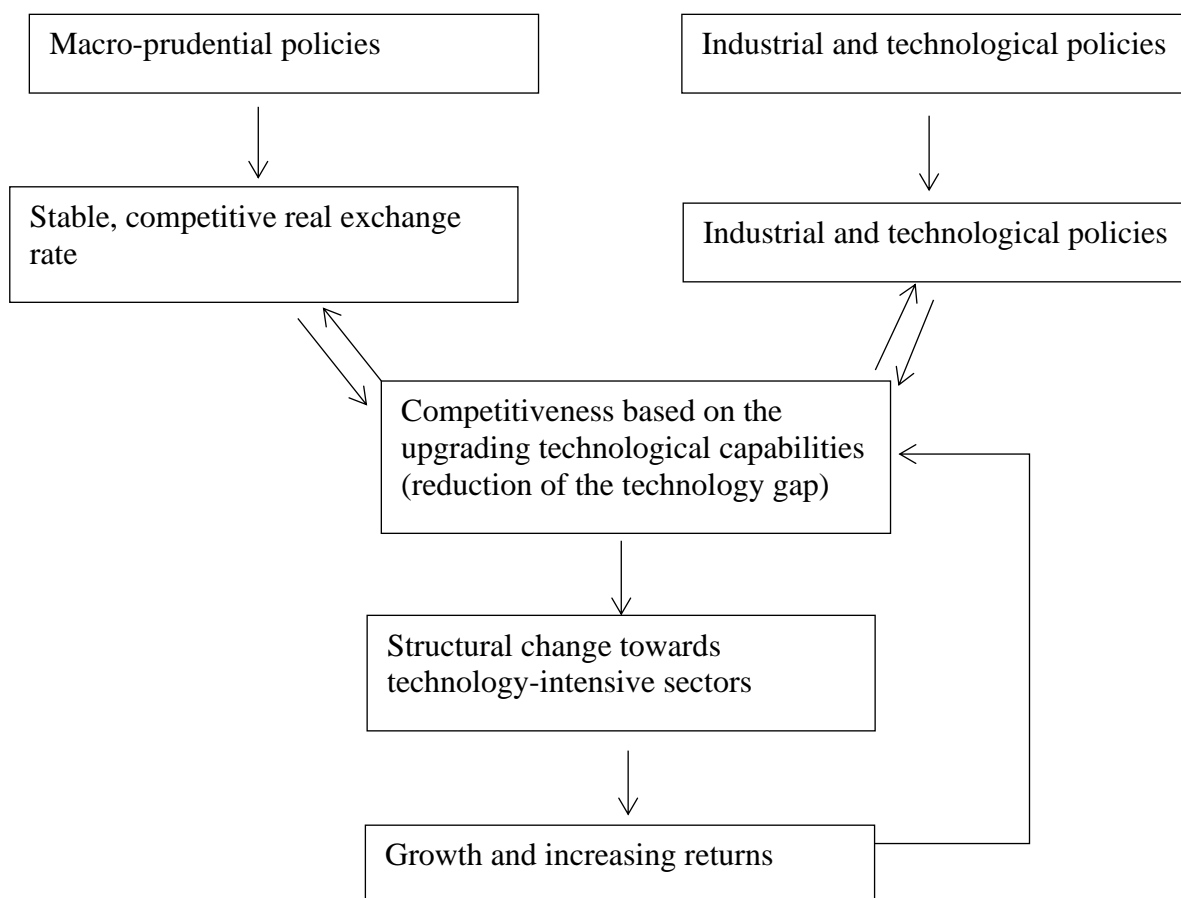 Macro-prudential policies
Industrial and technological policies
Stable, competitive real exchange
rate
Industrial and technological policies
Competitiveness based on the
upgrading technological capabilities
(reduction of the technology gap)
Structural change towards
technology-intensive sectors
Growth and increasing returns